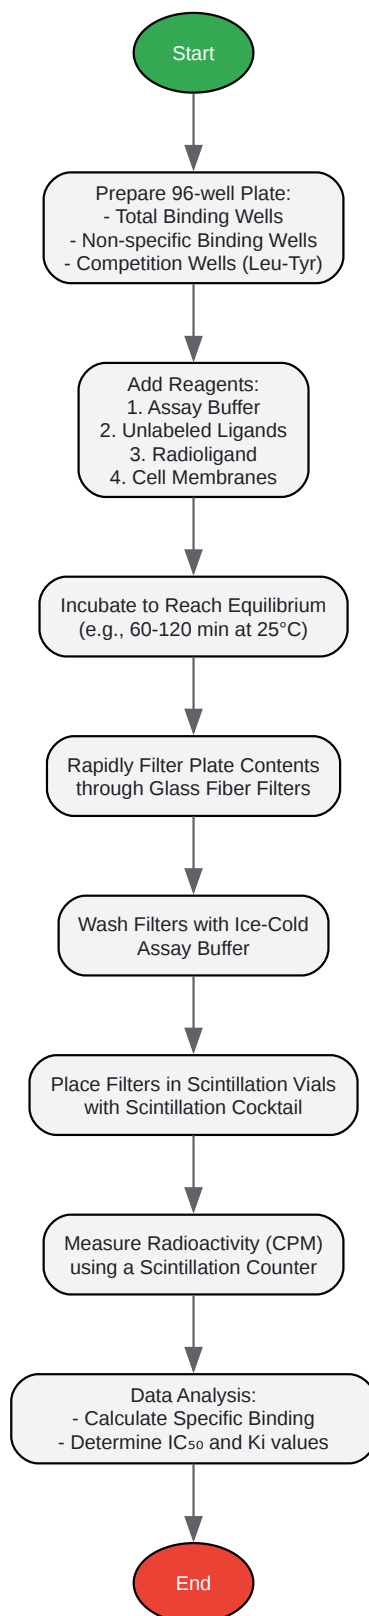 Start
Prepare 96-well Plate:
- Total Binding Wells
- Non-specific Binding Wells
- Competition Wells (Leu-Tyr)
Add Reagents:
1. Assay Buffer
2. Unlabeled Ligands
3. Radioligand
4. Cell Membranes
Incubate to Reach Equilibrium
(e.g., 60-120 min at 25°C)
Rapidly Filter Plate Contents
through Glass Fiber Filters
Wash Filters with Ice-Cold
Assay Buffer
Place Filters in Scintillation Vials
with Scintillation Cocktail
Measure Radioactivity (CPM)
using a Scintillation Counter
Data Analysis:
- Calculate Specific Binding
- Determine IC₅₀ and Ki values
End